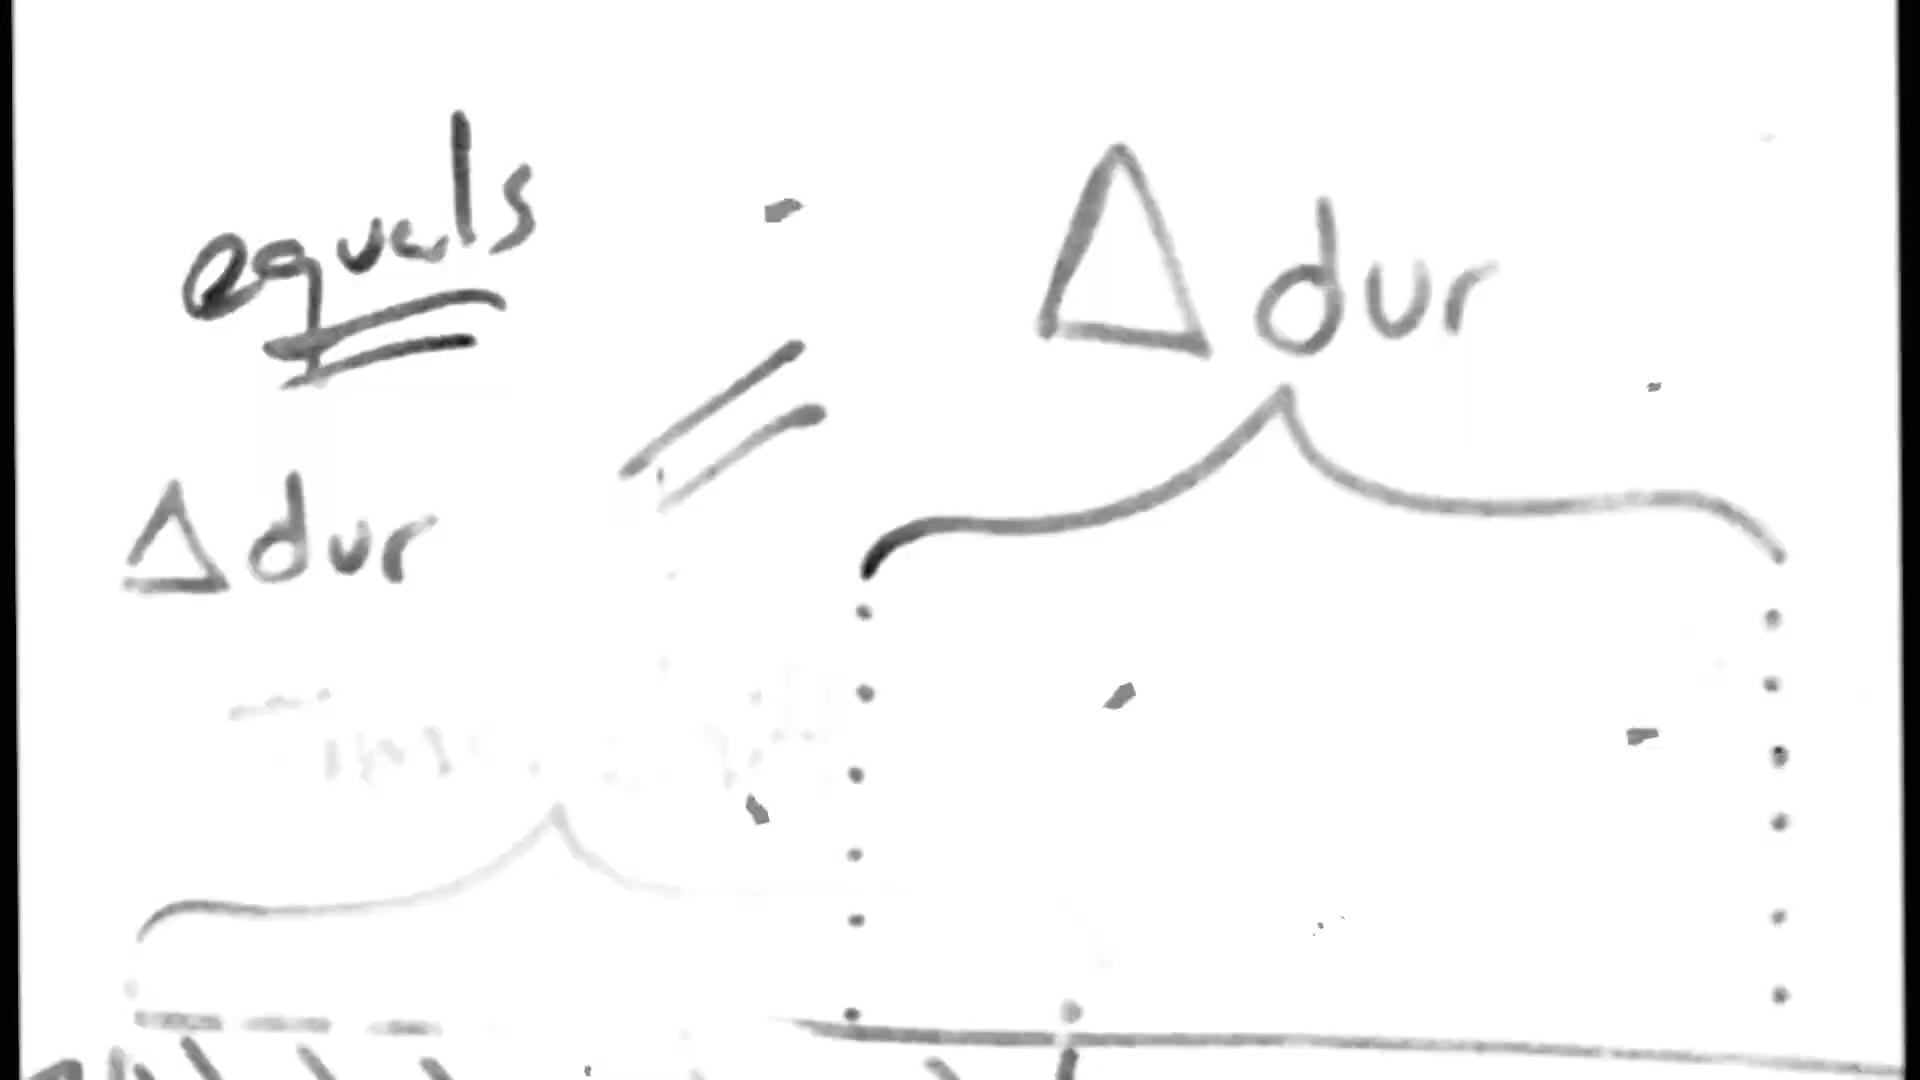 equals
Δdur
=
Δdur